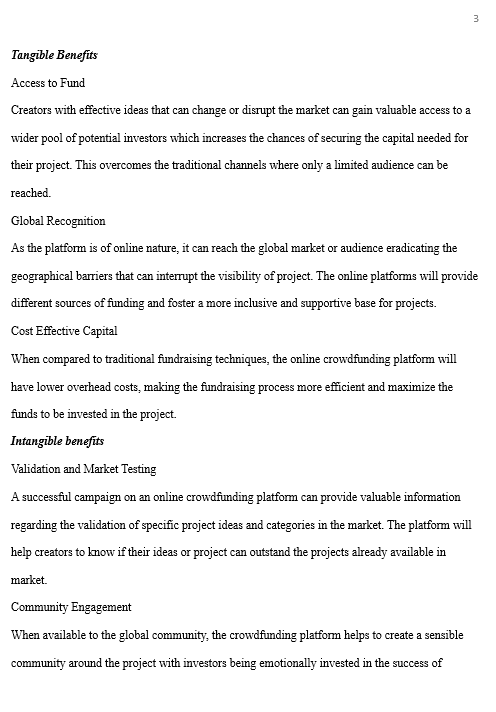 3
Tangible Benefits
Access to Fund
Creators with effective ideas that can change or disrupt the market can gain valuable access to a
wider pool of potential investors which increases the chances of securing the capital needed for
their project. This overcomes the traditional channels where only a limited audience can be
reached.
Global Recognition
As the platform is of online nature, it can reach the global market or audience eradicating the
geographical barriers that can interrupt the visibility of project. The online platforms will provide
different sources of funding and foster a more inclusive and supportive base for projects.
Cost Effective Capital
When compared to traditional fundraising techniques, the online crowdfunding platform will
have lower overhead costs, making the fundraising process more efficient and maximize the
funds to be invested in the project.
Intangible benefits
Validation and Market Testing
A successful campaign on an online crowdfunding platform can provide valuable information
regarding the validation of specific project ideas and categories in the market. The platform will
help creators to know if their ideas or project can outstand the projects already available in
market.
Community Engagement
When available to the global community, the crowdfunding platform helps to create a sensible
community around the project with investors being emotionally invested in the success of